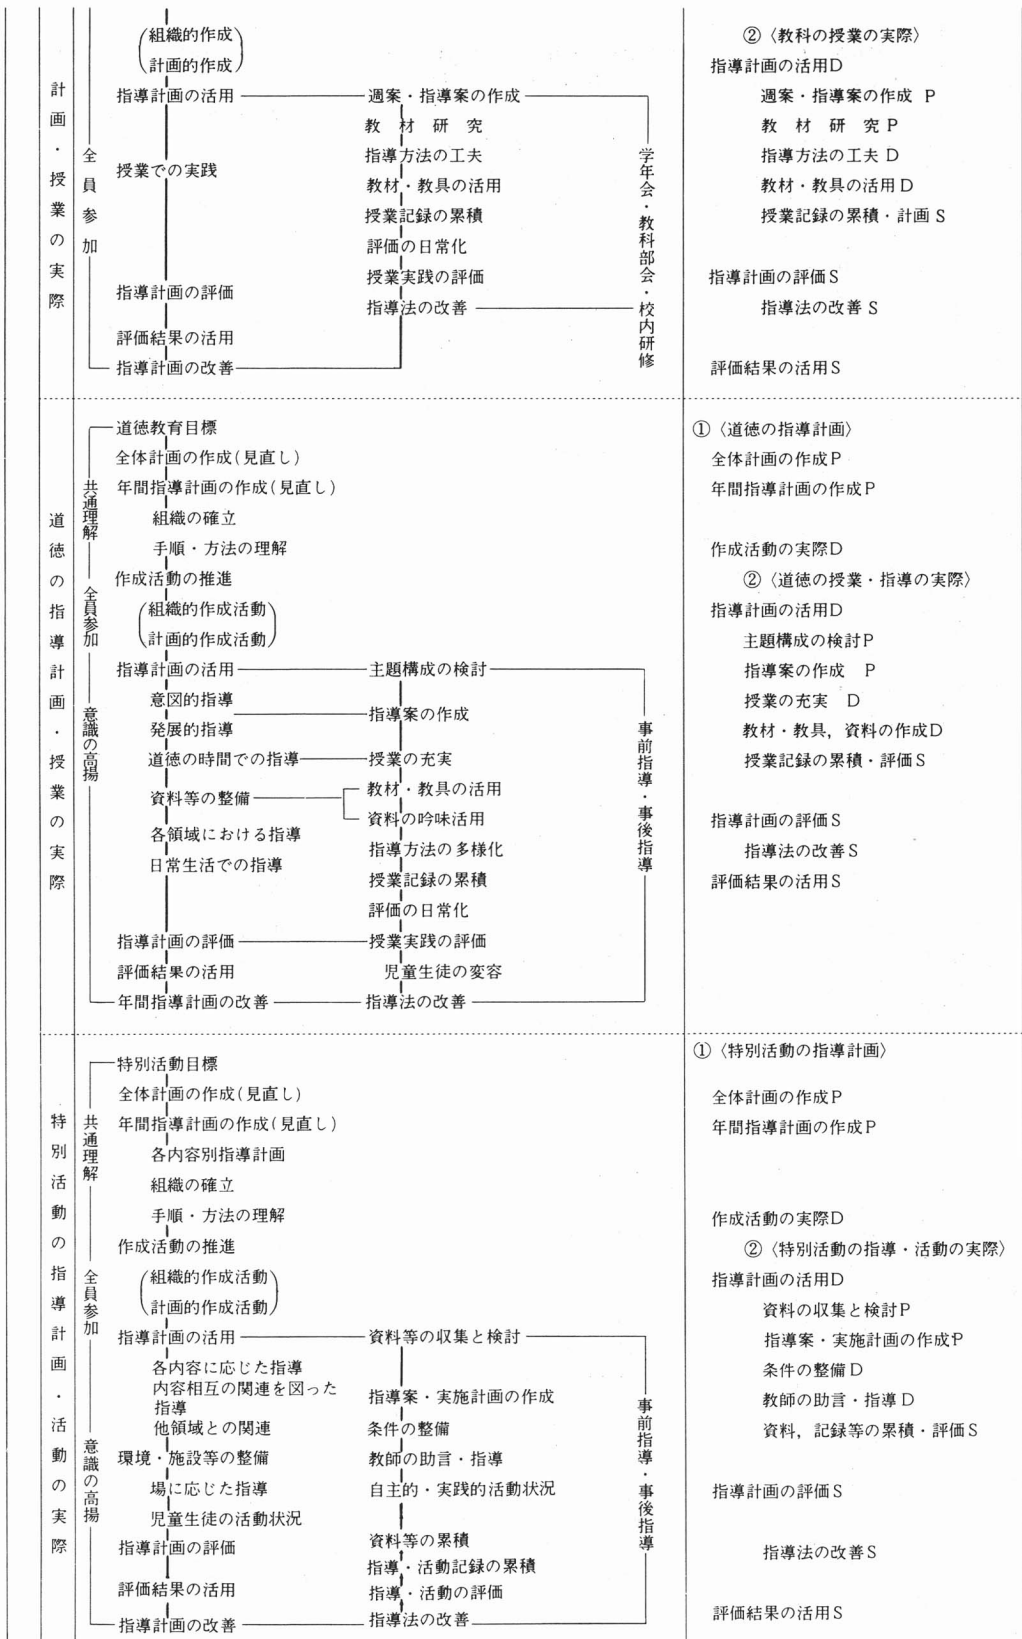 計画・授業の実際
全員参加
(組織的作成
計画的作成)
指導計画の活用
授業での実践
指導計画の評価
評価結果の活用
指導計画の改善
週案・指導案の作成
教材研究
指導方法の工夫
教材・教具の活用
授業記録の累積
評価の日常化
授業実践の評価
指導法の改善
学年会・教科部会・校内研修
②〈教科の授業の実際〉
指導計画の活用D
週案・指導案の作成 P
教材研究 P
指導方法の工夫 D
教材・教具の活用 D
授業記録の累積・計画 S
指導計画の評価S
指導法の改善 S
評価結果の活用S
道徳の指導計画・授業の実際
共通理解
全員参加
意識の高揚
道徳教育目標
全体計画の作成(見直し)
年間指導計画の作成(見直し)
組織の確立
手順・方法の理解
作成活動の推進
(組織的作成活動
計画的作成活動)
指導計画の活用
意図的指導
発展的指導
道徳の時間での指導
資料等の整備
各領域における指導
日常生活での指導
指導計画の評価
評価結果の活用
年間指導計画の改善
主題構成の検討
指導案の作成
授業の充実
教材・教具の活用
資料の吟味活用
指導方法の多様化
授業記録の累積
評価の日常化
授業実践の評価
児童生徒の変容
指導法の改善
事前指導・事後指導
①〈道徳の指導計画〉
全体計画の作成P
年間指導計画の作成P
作成活動の実際D
②〈道徳の授業・指導の実際〉
指導計画の活用D
主題構成の検討P
指導案の作成 P
授業の充実 D
教材・教具，資料の作成D
授業記録の累積・評価S
指導計画の評価S
指導法の改善S
評価結果の活用S
特別活動の指導計画・活動の実際
共通理解
全員参加
意識の高揚
特別活動目標
全体計画の作成(見直し)
年間指導計画の作成(見直し)
各内容別指導計画
組織の確立
手順・方法の理解
作成活動の推進
(組織的作成活動
計画的作成活動)
指導計画の活用
各内容に応じた指導
内容相互の関連を図った
指導
他領域との関連
環境・施設等の整備
場に応じた指導
児童生徒の活動状況
指導計画の評価
評価結果の活用
指導計画の改善
資料等の収集と検討
指導案・実施計画の作成
条件の整備
教師の助言・指導
自主的・実践的活動状況
資料等の累積
指導・活動記録の累積
指導・活動の評価
指導法の改善
事前指導・事後指導
①〈特別活動の指導計画〉
全体計画の作成P
年間指導計画の作成P
作成活動の実際D
②〈特別活動の指導・活動の実際〉
指導計画の活用D
資料の収集と検討P
指導案・実施計画の作成P
条件の整備D
教師の助言・指導D
資料，記録等の累積・評価S
指導計画の評価S
指導法の改善S
評価結果の活用S